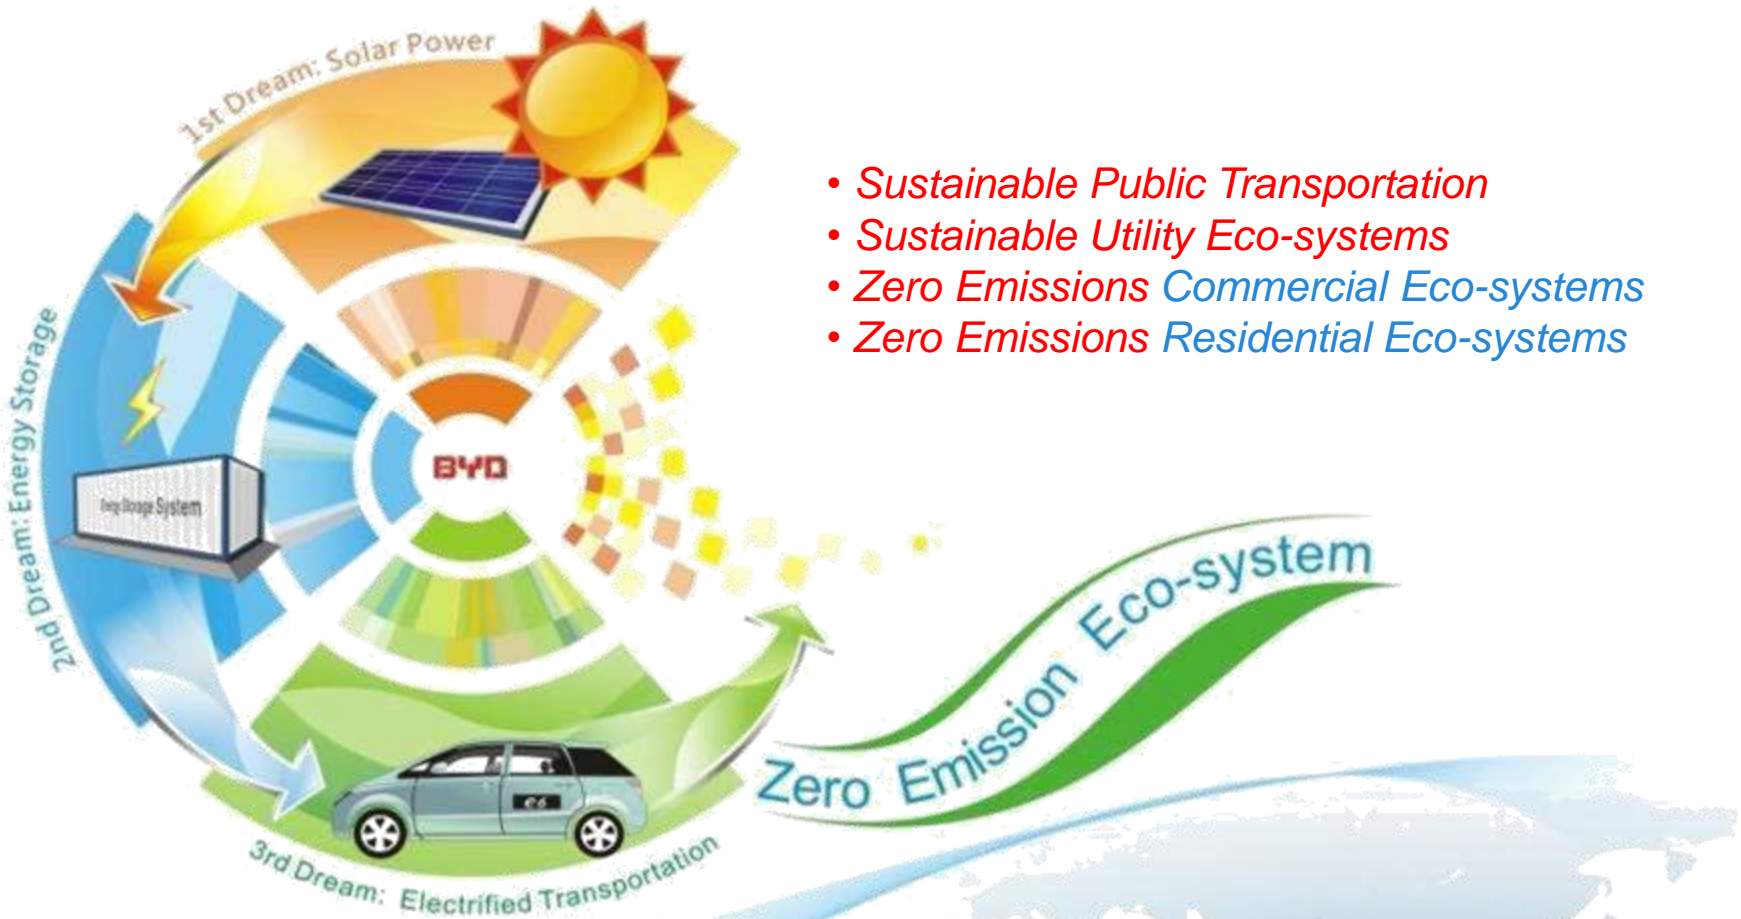 1st Dream: Solar Power
• Sustainable Public Transportation
• Sustainable Utility Eco-systems
• Zero Emissions Commercial Eco-systems
• Zero Emissions Residential Eco-systems
2nd Dream: Energy Storage
BYD
Energy Storage System
Zero Emission Eco-system
e6
3rd Dream: Electrified Transportation